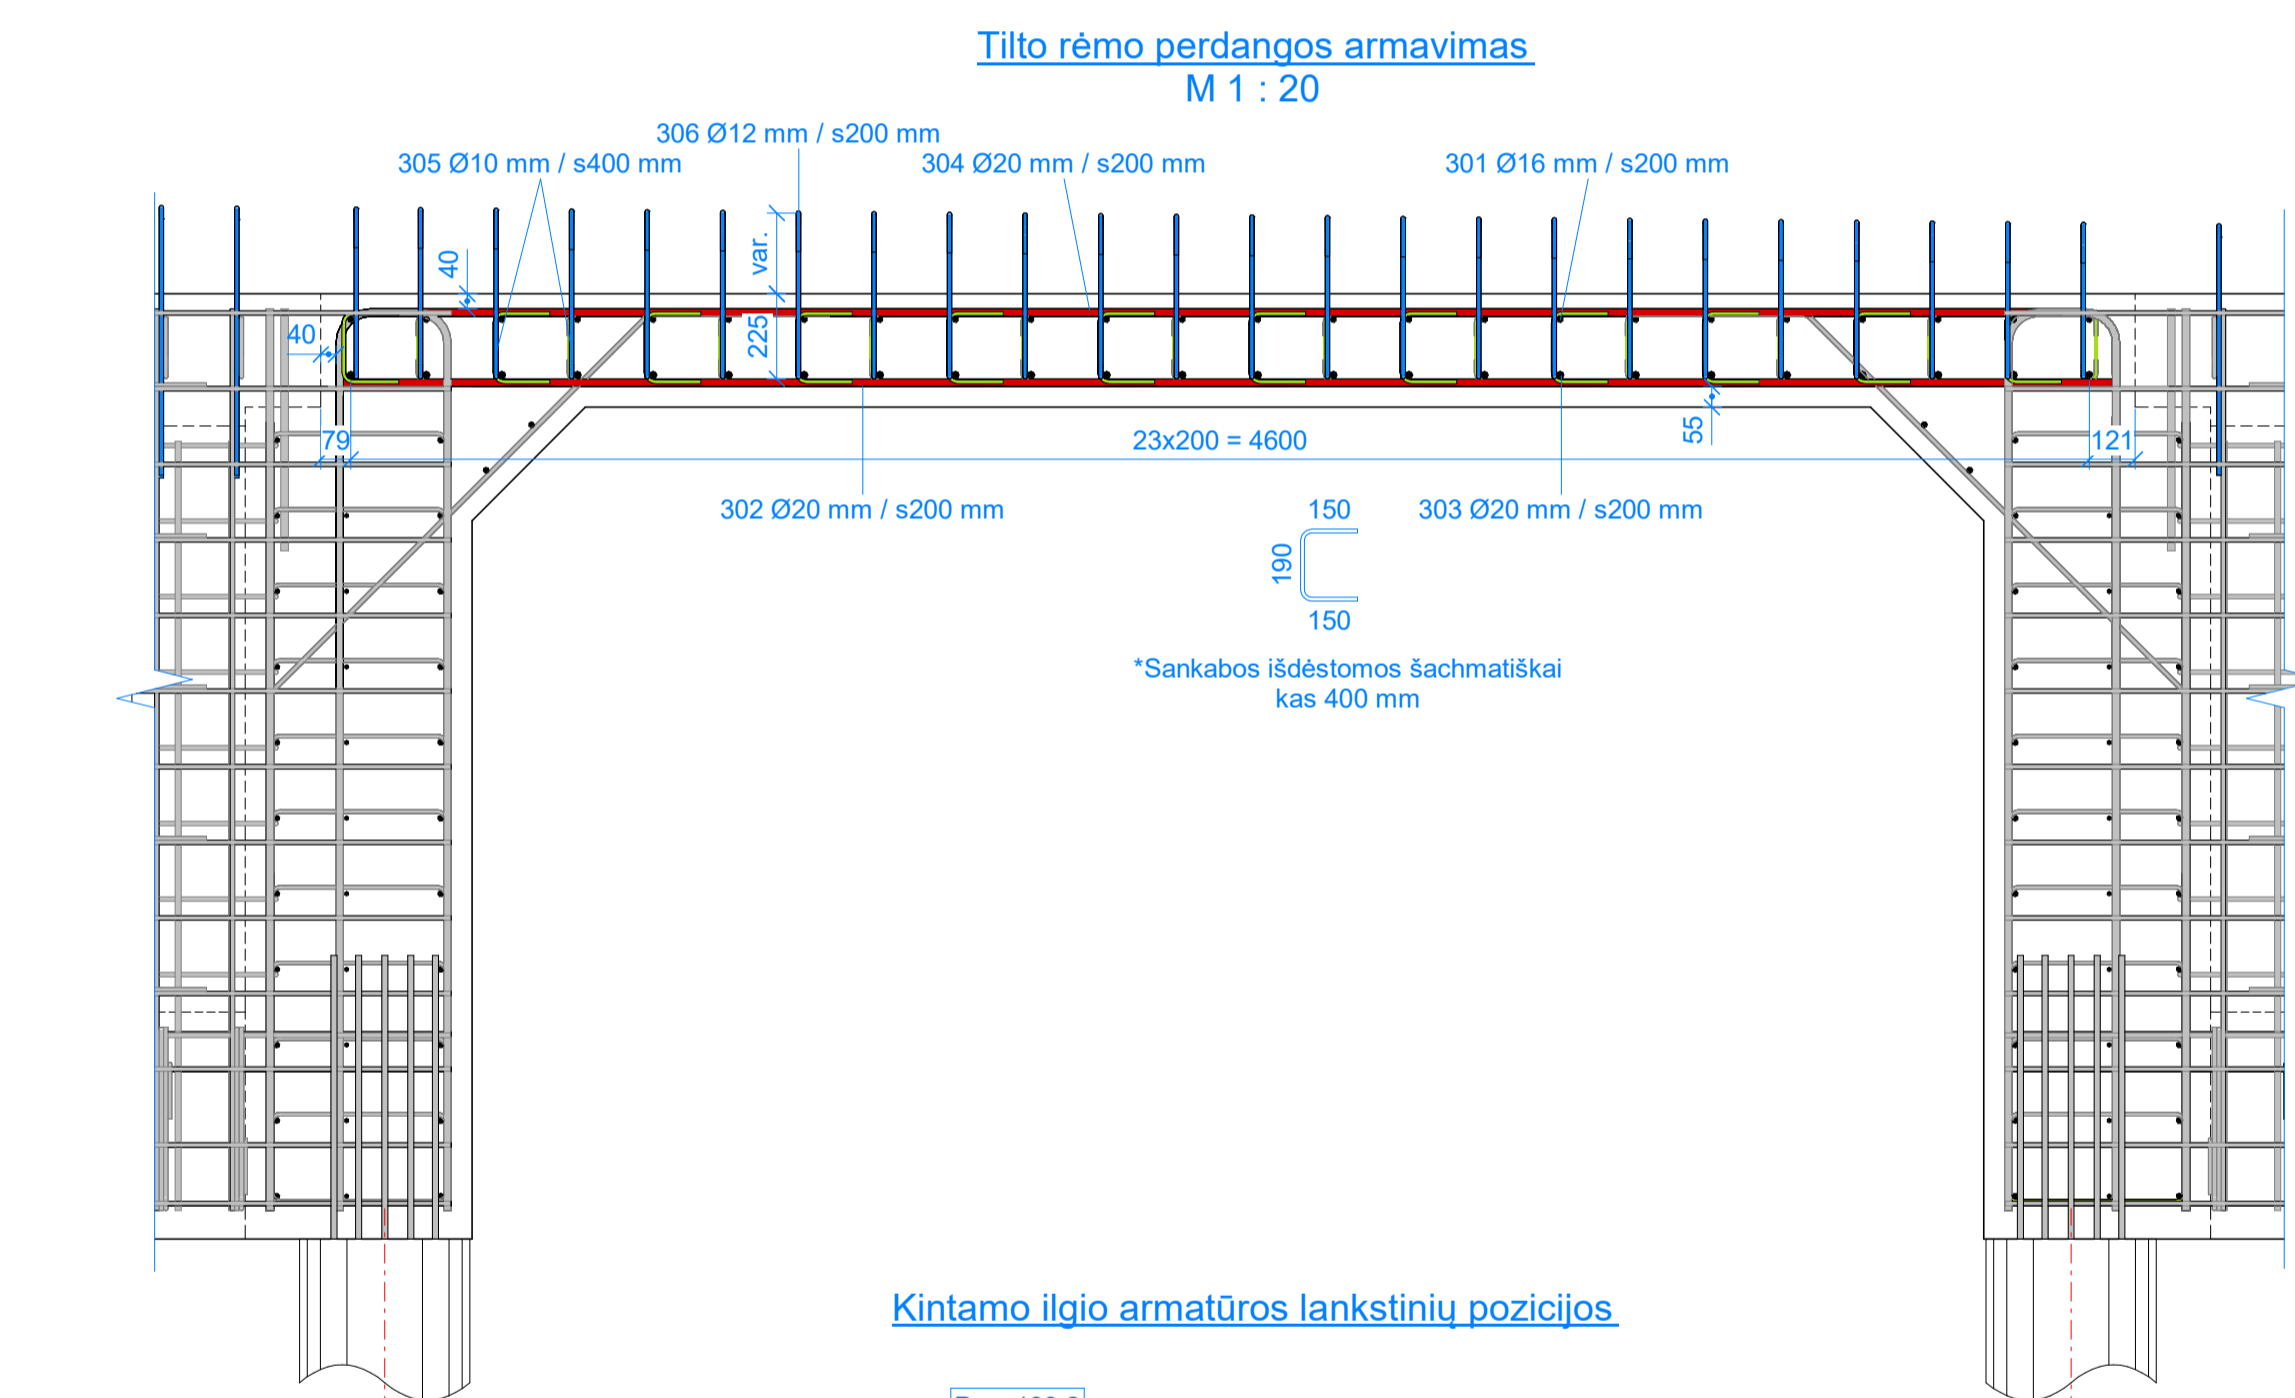 Tilto rėmo perdangos armavimas
M 1 : 20
306 Ø12 mm / s200 mm
305 Ø10 mm / s400 mm
304 Ø20 mm / s200 mm
301 Ø16 mm / s200 mm
var.
40
225
40
79
23x200 = 4600
55
121
302 Ø20 mm / s200 mm
150
303 Ø20 mm / s200 mm
190
150
*Sankabos išdėstomos šachmatiškai
kas 400 mm
Kintamo ilgio armatūros lankstinių pozicijos